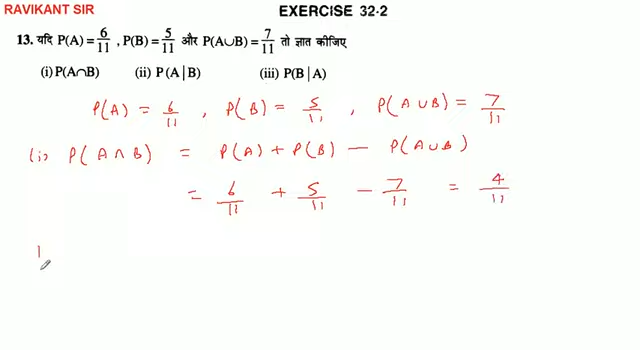 RAVIKANT SIR
EXERCISE 32-2
13. यदि P(A)=6/11 , P(B)=5/11 और P(A∪B)=7/11 तो ज्ञात कीजिए
(i) P(A∩B) (ii) P (A | B) (iii) P(B | A)
P(A) = 6/11 , P(B) = 5/11 , P(A∪B) = 7/11
(i) P(A∩B) = P(A) + P(B) - P(A∪B)
= 6/11 + 5/11 - 7/11 = 4/11